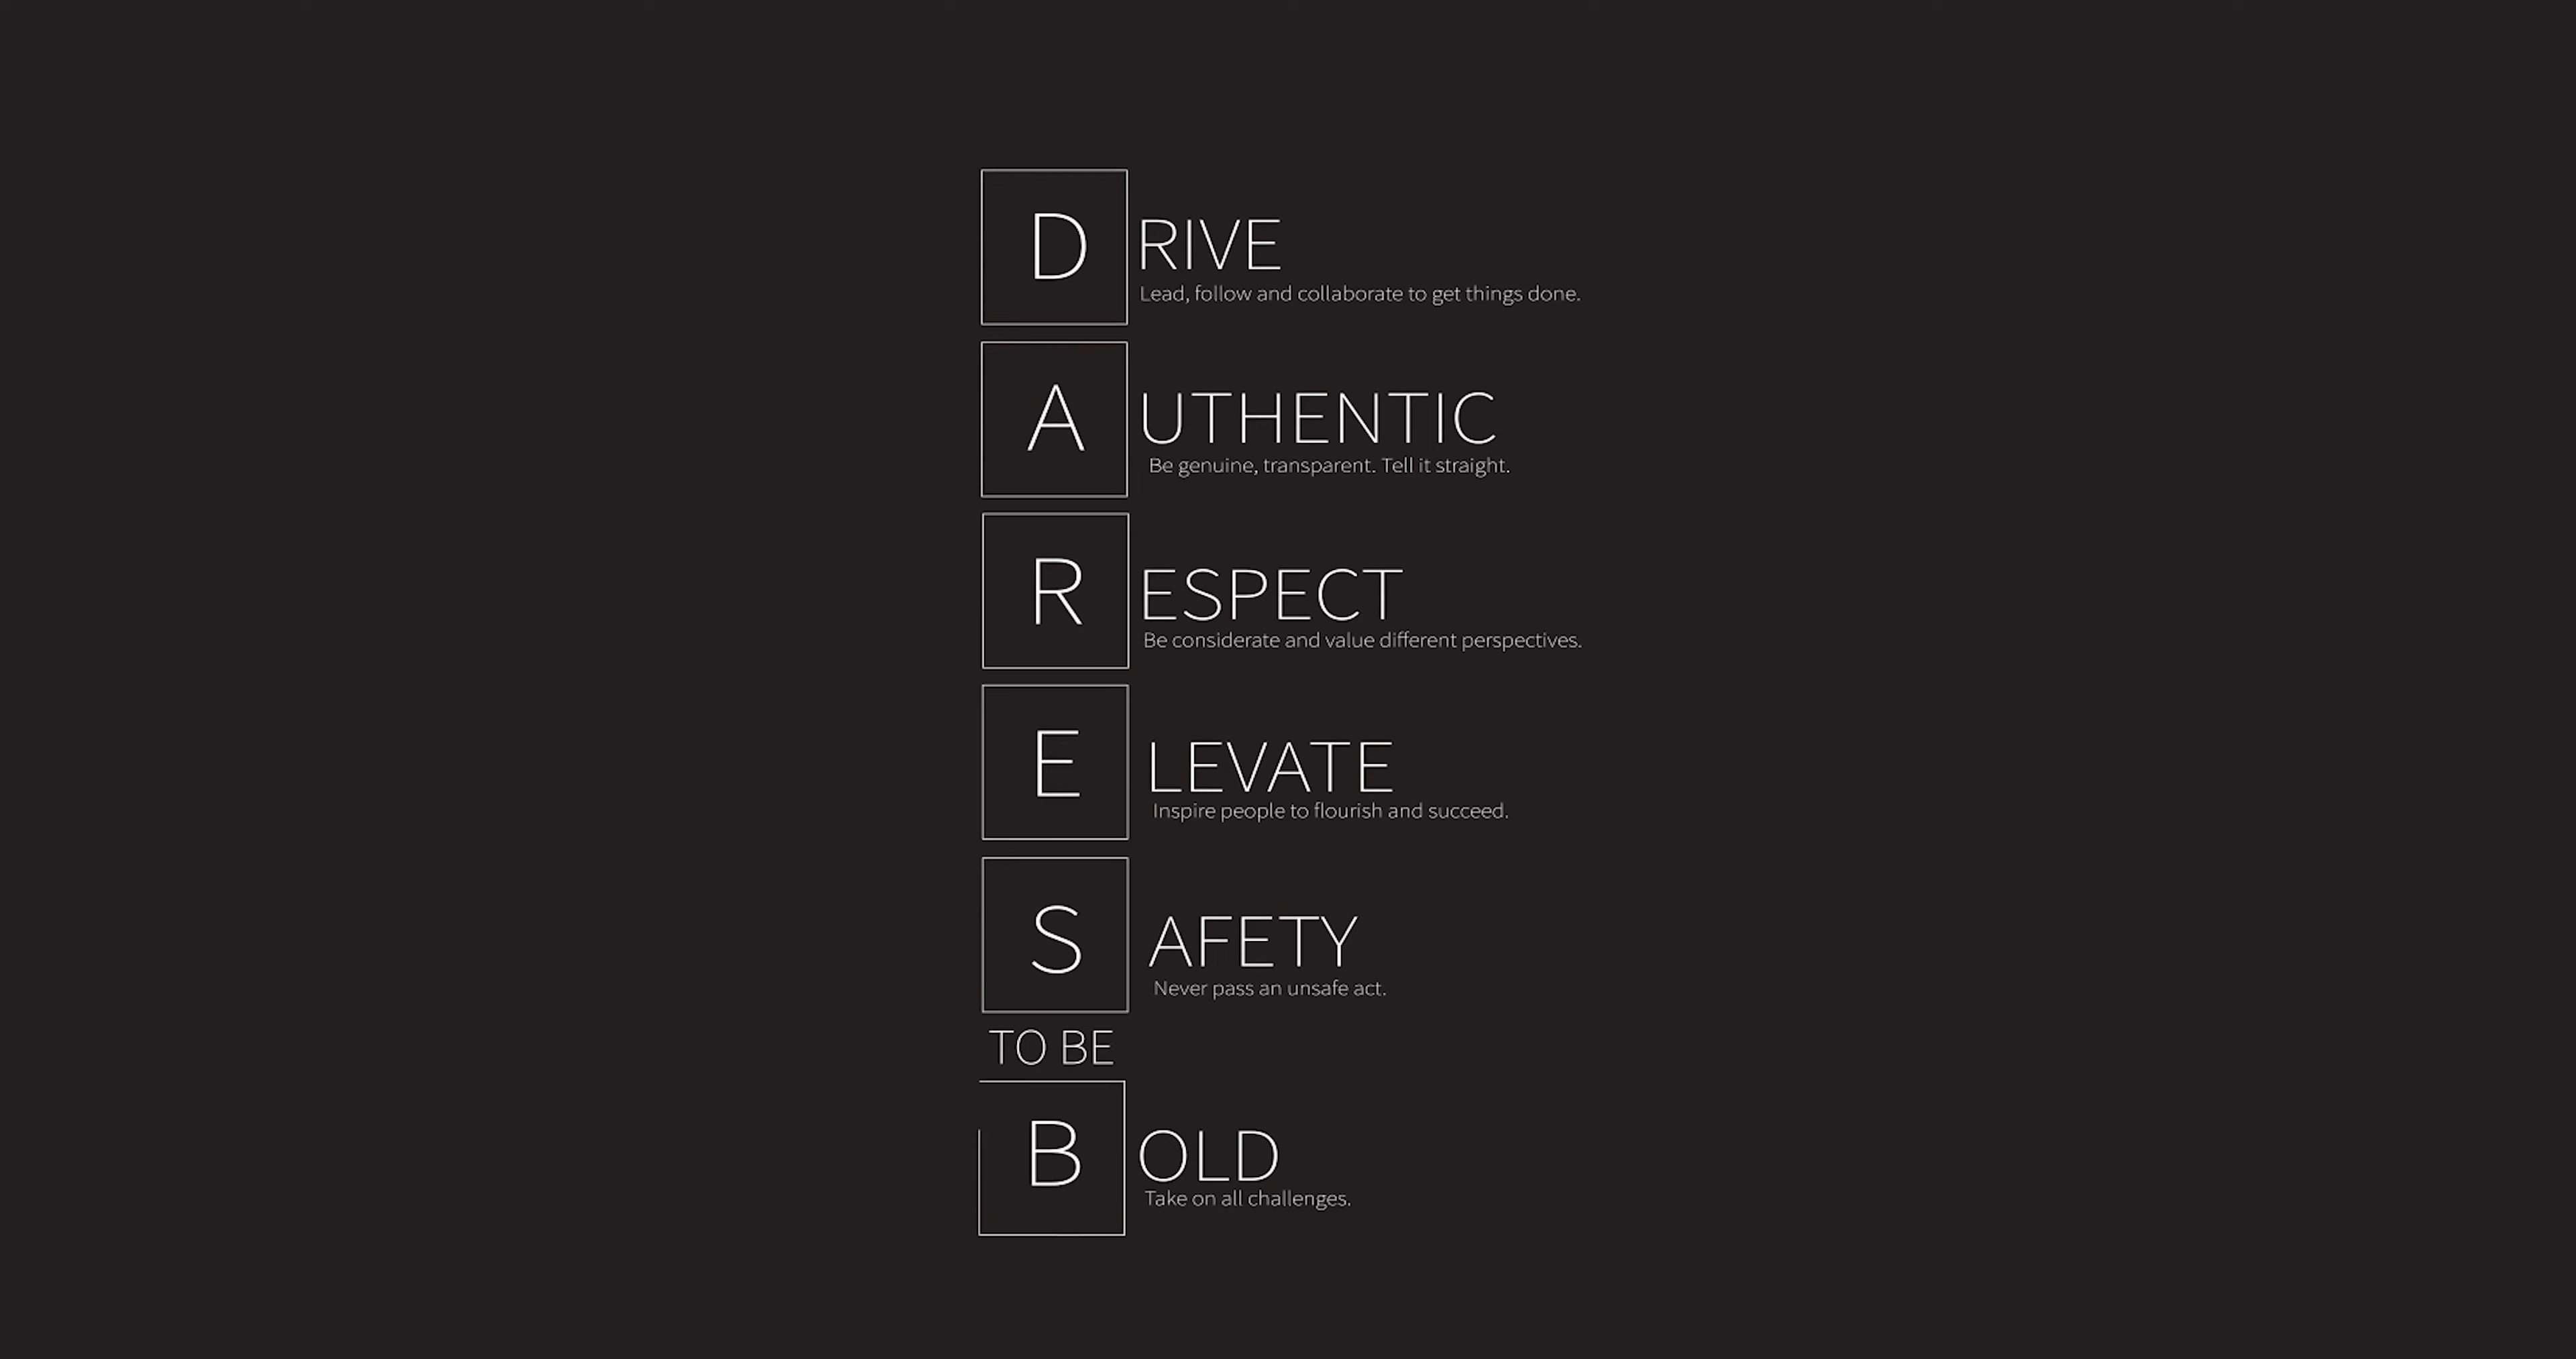 DRIVE
Lead, follow and collaborate to get things done.
AUTHENTIC
Be genuine, transparent. Tell it straight.
RESPECT
Be considerate and value different perspectives.
ELEVATE
Inspire people to flourish and succeed.
SAFETY
Never pass an unsafe act.
TO BE
BOLD
Take on all challenges.